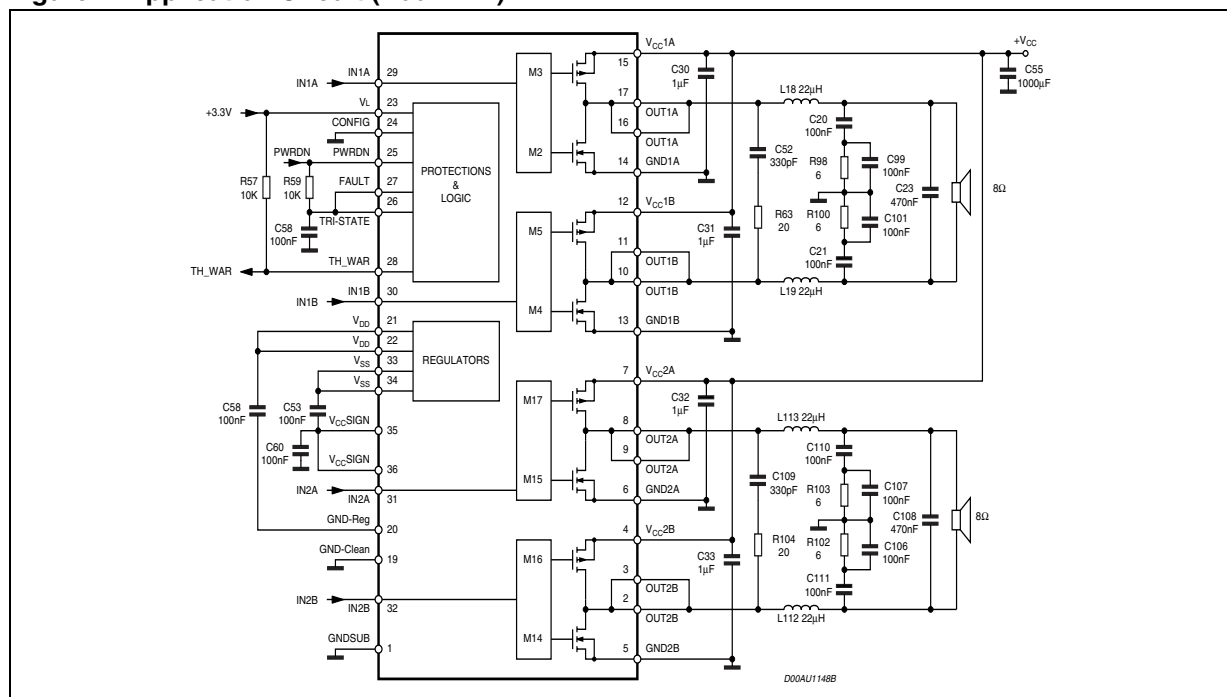 IN1A
IN1A
29
+3.3V
VL
23
CONFIG
24
PWRDN
PWRDN
25
R57
10K
R59
10K
FAULT
27
26
TRI-STATE
C58
100nF
TH_WAR
TH_WAR
28
IN1B
IN1B
30
VDD
21
VDD
22
VSS
33
VSS
34
C58
100nF
C53
100nF
VCCSIGN
35
C60
100nF
VCCSIGN
36
IN2A
IN2A
31
GND-Reg
20
GND-Clean
19
IN2B
IN2B
32
GNDSUB
1
PROTECTIONS
&
LOGIC
REGULATORS
M3
M2
M5
M4
M17
M15
M16
M14
15
VCC1A
17
OUT1A
16
OUT1A
14
GND1A
12
VCC1B
11
OUT1B
10
OUT1B
13
GND1B
7
VCC2A
8
OUT2A
9
OUT2A
6
GND2A
4
VCC2B
3
OUT2B
2
OUT2B
5
GND2B
C30
1µF
C31
1µF
C32
1µF
C33
1µF
+VCC
C55
1000µF
L18 22µH
C20
100nF
C52
330pF
R98
6
C99
100nF
C23
470nF
8Ω
R63
20
R100
6
C101
100nF
C21
100nF
L19 22µH
L113 22µH
C110
100nF
C109
330pF
R103
6
C107
100nF
C108
470nF
8Ω
R104
20
R102
6
C106
100nF
C111
100nF
L112 22µH
D00AU1148B